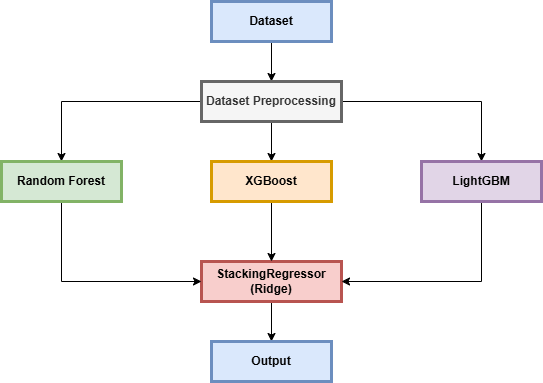 Dataset
Dataset Preprocessing
Random Forest
XGBoost
LightGBM
StackingRegressor
(Ridge)
Output